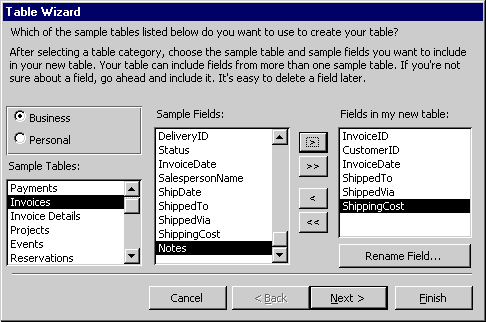 Table Wizard
Which of the sample tables listed below do you want to use to create your table?
After selecting a table category, choose the sample table and sample fields you want to include
in your new table. Your table can include fields from more than one sample table. If you're not
sure about a field, go ahead and include it. It's easy to delete a field later.
Business
Personal
Sample Tables:
Payments
Invoices
Invoice Details
Projects
Events
Reservations
Sample Fields:
DeliveryID
Status
InvoiceDate
SalespersonName
ShipDate
ShippedTo
ShippedVia
ShippingCost
Notes
>
>>
<
<<
Fields in my new table:
InvoiceID
CustomerID
InvoiceDate
ShippedTo
ShippedVia
ShippingCost
Rename Field...
Cancel
< Back
Next >
Finish